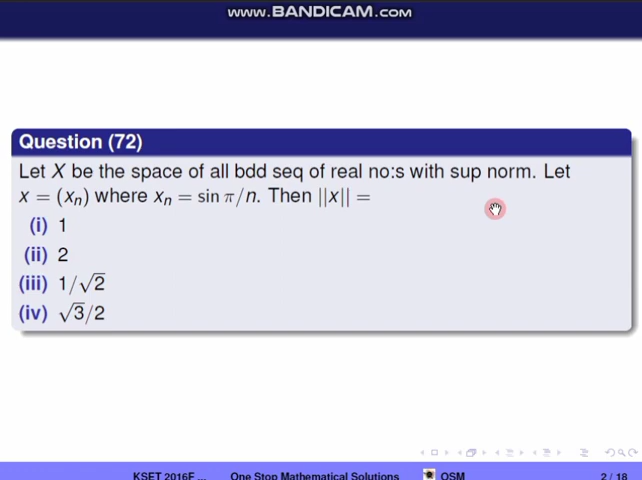 www.BANDICAM.com
Question (72)
Let X be the space of all bdd seq of real no:s with sup norm. Let
x = (xₙ) where xₙ = sin π/n. Then ||x|| =
(i) 1
(ii) 2
(iii) 1/√2
(iv) √3/2
KSET 2016F ... One Stop Mathematical Solutions OSM 2 / 18